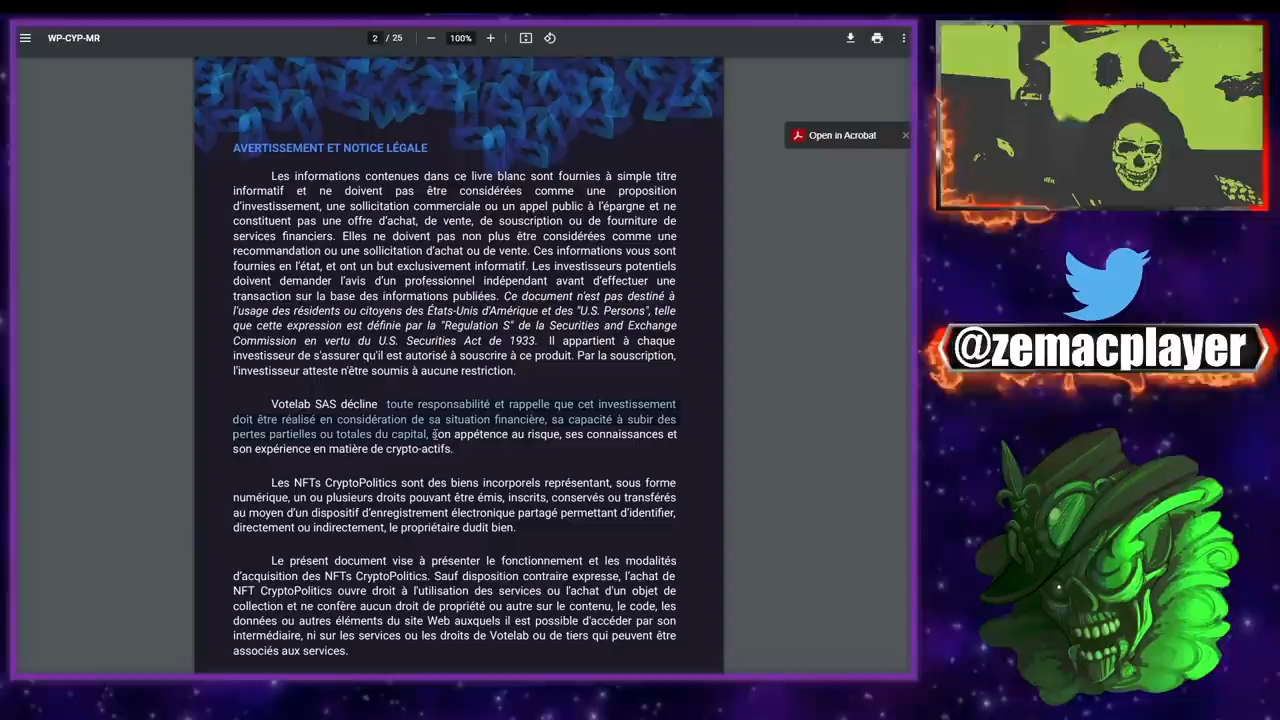 WP-CYP-MR
2 / 25
100%
Open in Acrobat
AVERTISSEMENT ET NOTICE LÉGALE
Les informations contenues dans ce livre blanc sont fournies à simple titre
informatif et ne doivent pas être considérées comme une proposition
d'investissement, une sollicitation commerciale ou un appel public à l'épargne et ne
constituent pas une offre d'achat, de vente, de souscription ou de fourniture de
services financiers. Elles ne doivent pas non plus être considérées comme une
recommandation ou une sollicitation d'achat ou de vente. Ces informations vous sont
fournies en l'état, et ont un but exclusivement informatif. Les investisseurs potentiels
doivent demander l'avis d'un professionnel indépendant avant d'effectuer une
transaction sur la base des informations publiées. Ce document n'est pas destiné à
l'usage des résidents ou citoyens des États-Unis d'Amérique et des "U.S. Persons", telle
que cette expression est définie par la "Regulation S" de la Securities and Exchange
Commission en vertu du U.S. Securities Act de 1933. Il appartient à chaque
investisseur de s'assurer qu'il est autorisé à souscrire à ce produit. Par la souscription,
l'investisseur atteste n'être soumis à aucune restriction.
Votelab SAS décline toute responsabilité et rappelle que cet investissement
doit être réalisé en considération de sa situation financière, sa capacité à subir des
pertes partielles ou totales du capital, son appétence au risque, ses connaissances et
son expérience en matière de crypto-actifs.
Les NFTs CryptoPolitics sont des biens incorporels représentant, sous forme
numérique, un ou plusieurs droits pouvant être émis, inscrits, conservés ou transférés
au moyen d'un dispositif d'enregistrement électronique partagé permettant d'identifier,
directement ou indirectement, le propriétaire dudit bien.
Le présent document vise à présenter le fonctionnement et les modalités
d'acquisition des NFTs CryptoPolitics. Sauf disposition contraire expresse, l'achat de
NFT CryptoPolitics ouvre droit à l'utilisation des services ou l'achat d'un objet de
collection et ne confère aucun droit de propriété ou autre sur le contenu, le code, les
données ou autres éléments du site Web auxquels il est possible d'accéder par son
intermédiaire, ni sur les services ou les droits de Votelab ou de tiers qui peuvent être
associés aux services.
@zemacplayer